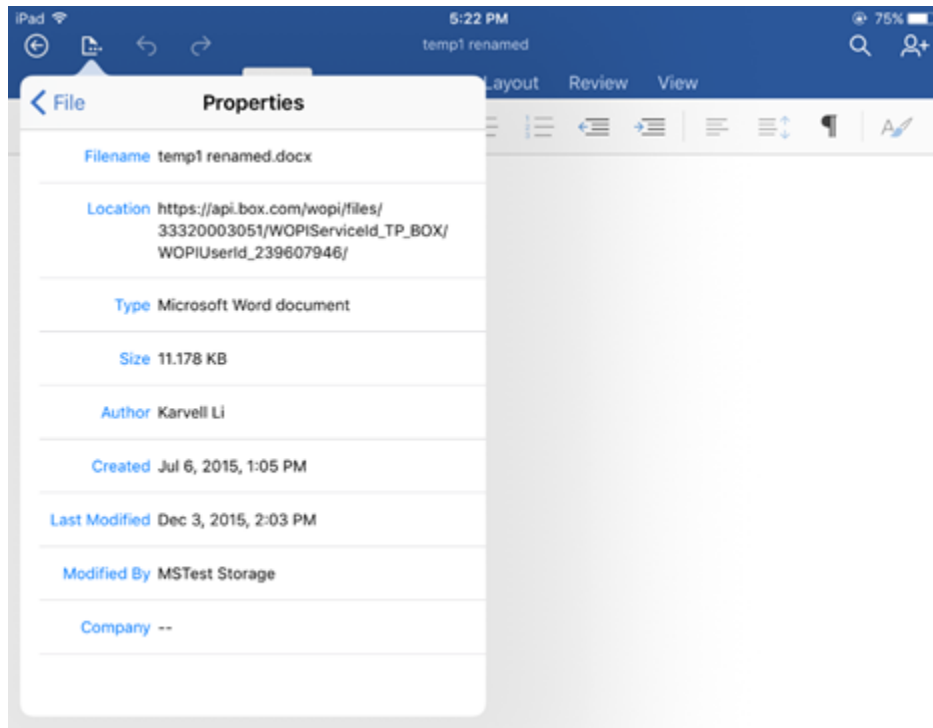 iPad 5:22 PM 75%
temp1 renamed
Layout Review View
File Properties
Filename temp1 renamed.docx
Location https://api.box.com/wopi/files/
33320003051/WOPIServiceId_TP_BOX/
WOPIUserId_239607946/
Type Microsoft Word document
Size 11.178 KB
Author Karvell Li
Created Jul 6, 2015, 1:05 PM
Last Modified Dec 3, 2015, 2:03 PM
Modified By MSTest Storage
Company --